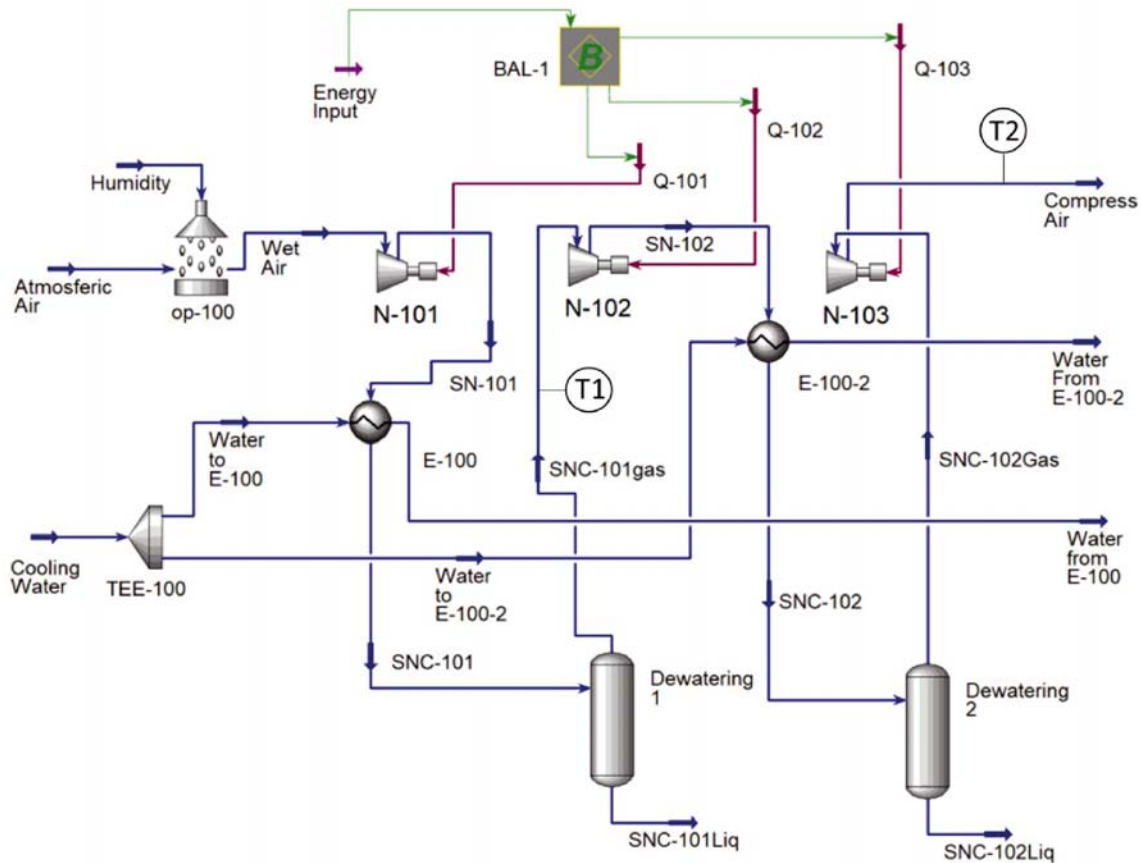 B
BAL-1
Energy
Input
Q-103
Q-102
Q-101
T2
Compress
Air
Humidity
Wet
Air
Atmosferic
Air
op-100
N-101
SN-102
N-102
N-103
SN-101
T1
E-100-2
Water
From
E-100-2
Water
to
E-100
E-100
SNC-101gas
SNC-102Gas
Cooling
Water
TEE-100
Water
to
E-100-2
Water
from
E-100
SNC-101
SNC-102
Dewatering
1
Dewatering
2
SNC-101Liq
SNC-102Liq